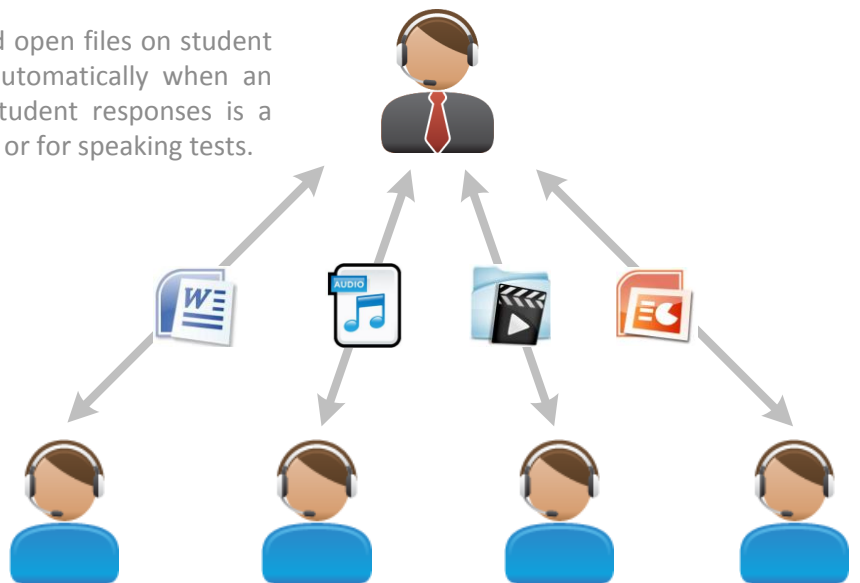 open files on student
utomatically when an
tudent responses is a
or for speaking tests.
AUDIO
W